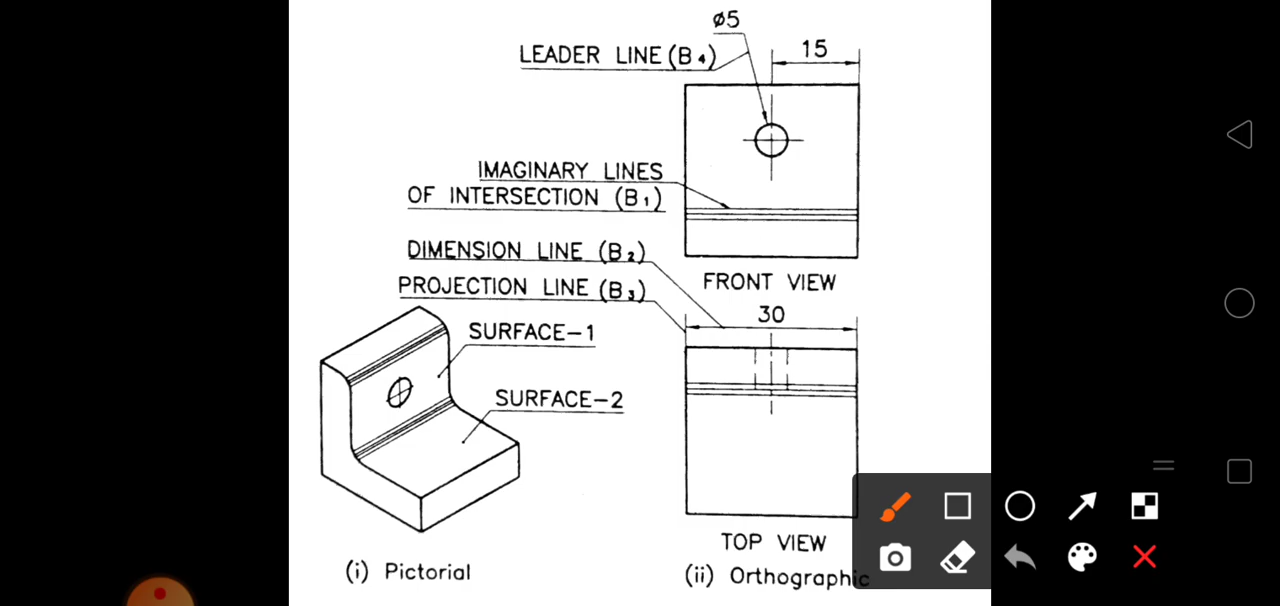 ø5
LEADER LINE (B4)
15
IMAGINARY LINES
OF INTERSECTION (B1)
DIMENSION LINE (B2)
FRONT VIEW
PROJECTION LINE (B3)
30
SURFACE-1
SURFACE-2
TOP VIEW
(i) Pictorial
(ii) Orthographic